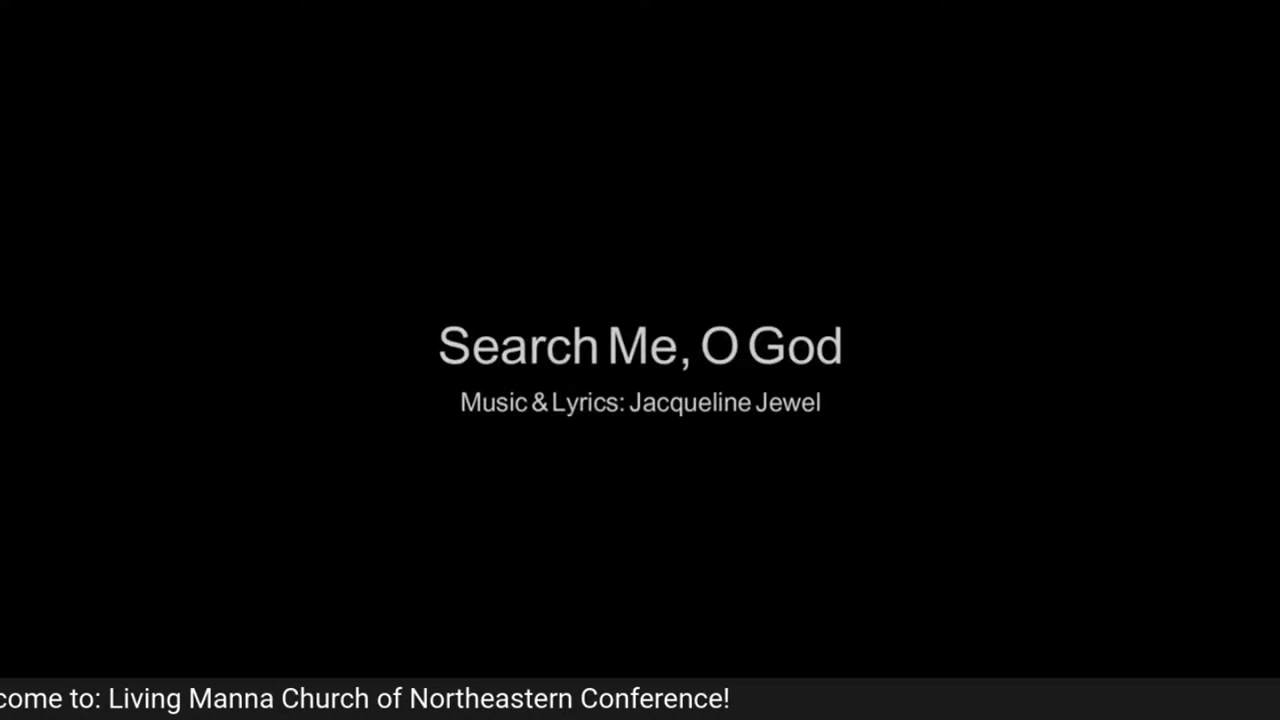 Search Me, O God
Music & Lyrics: Jacqueline Jewel
come to: Living Manna Church of Northeastern Conference!